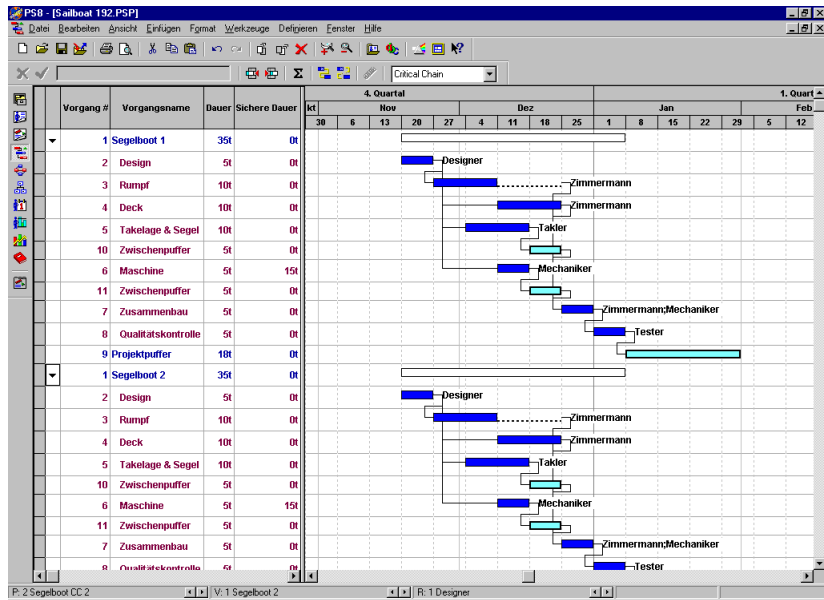 PS8 - [Sailboat 192.PSP]
Datei Bearbeiten Ansicht Einfügen Format Werkzeuge Definieren Fenster Hilfe
Critical Chain
4. Quartal 1. Quart
Vorgang # Vorgangsname Dauer Sichere Dauer kt Nov Dez Jan Feb
30 6 13 20 27 4 11 18 25 1 8 15 22 29 5 12
1 Segelboot 1 35t 0t
2 Design 5t 0t Designer
3 Rumpf 10t 0t Zimmermann
4 Deck 10t 0t Zimmermann
5 Takelage & Segel 10t 0t Takler
10 Zwischenpuffer 5t 0t
6 Maschine 5t 15t Mechaniker
11 Zwischenpuffer 5t 0t
7 Zusammenbau 5t 0t Zimmermann;Mechaniker
8 Qualitätskontrolle 5t 0t Tester
9 Projektpuffer 18t 0t
1 Segelboot 2 35t 0t
2 Design 5t 0t Designer
3 Rumpf 10t 0t Zimmermann
4 Deck 10t 0t Zimmermann
5 Takelage & Segel 10t 0t Takler
10 Zwischenpuffer 5t 0t
6 Maschine 5t 15t Mechaniker
11 Zwischenpuffer 5t 0t
7 Zusammenbau 5t 0t Zimmermann;Mechaniker
8 Qualitätskontrolle 5t 0t Tester
P: 2 Segelboot CC 2 V: 1 Segelboot 2 R: 1 Designer